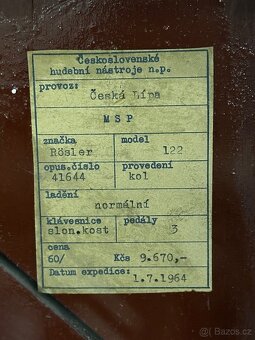 Československé
hudební nástroje n.p.
provoz:
Česká Lípa
M S P
značka model
Rösler 122
opus.číslo provedení
41644 kol
ladění
normální
klávesnice pedály
slon.kost 3
cena
60/ Kčs 9.670,-
Datum expedice:
1.7.1964
Bazos.cz